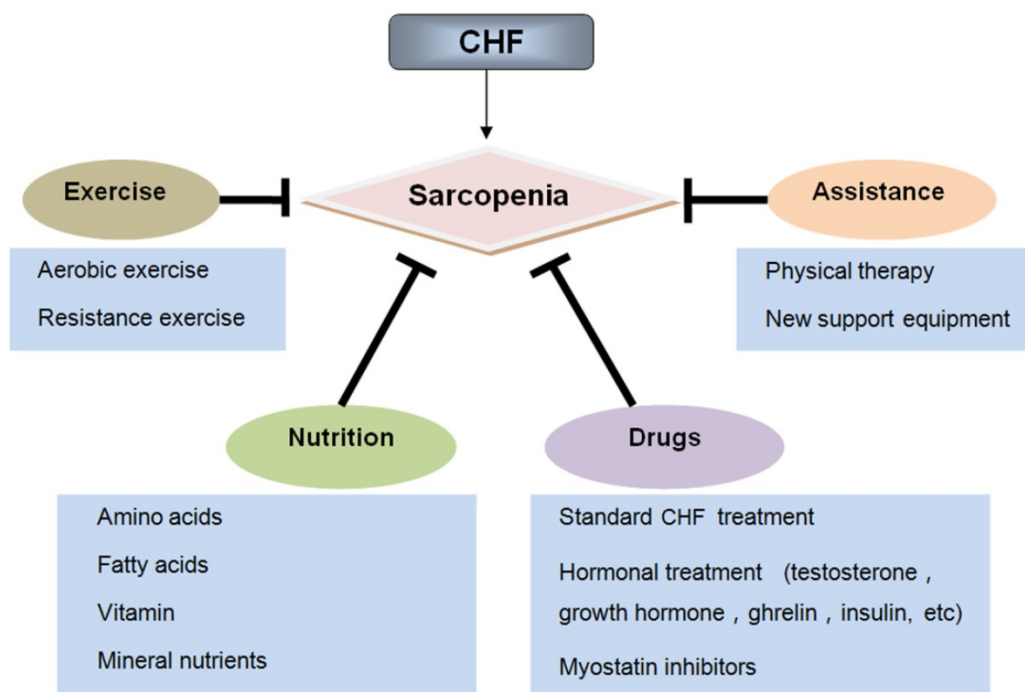 CHF
Sarcopenia
Exercise
Aerobic exercise
Resistance exercise
Assistance
Physical therapy
New support equipment
Nutrition
Amino acids
Fatty acids
Vitamin
Mineral nutrients
Drugs
Standard CHF treatment
Hormonal treatment (testosterone ,
growth hormone , ghrelin , insulin, etc)
Myostatin inhibitors